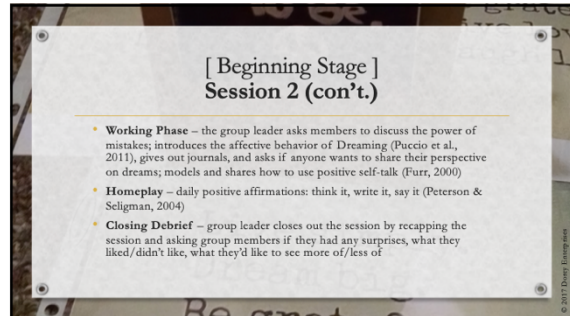 [ Beginning Stage ]
Session 2 (con't.)
• Working Phase – the group leader asks members to discuss the power of
mistakes; introduces the affective behavior of Dreaming (Puccio et al.,
2011), gives out journals, and asks if anyone wants to share their perspective
on dreams; models and shares how to use positive self-talk (Furr, 2000)
• Homeplay – daily positive affirmations: think it, write it, say it (Peterson &
Seligman, 2004)
• Closing Debrief – group leader closes out the session by recapping the
session and asking group members if they had any surprises, what they
liked/didn't like, what they'd like to see more of/less of
Dream big.
© 2017 Dusty Enterprises